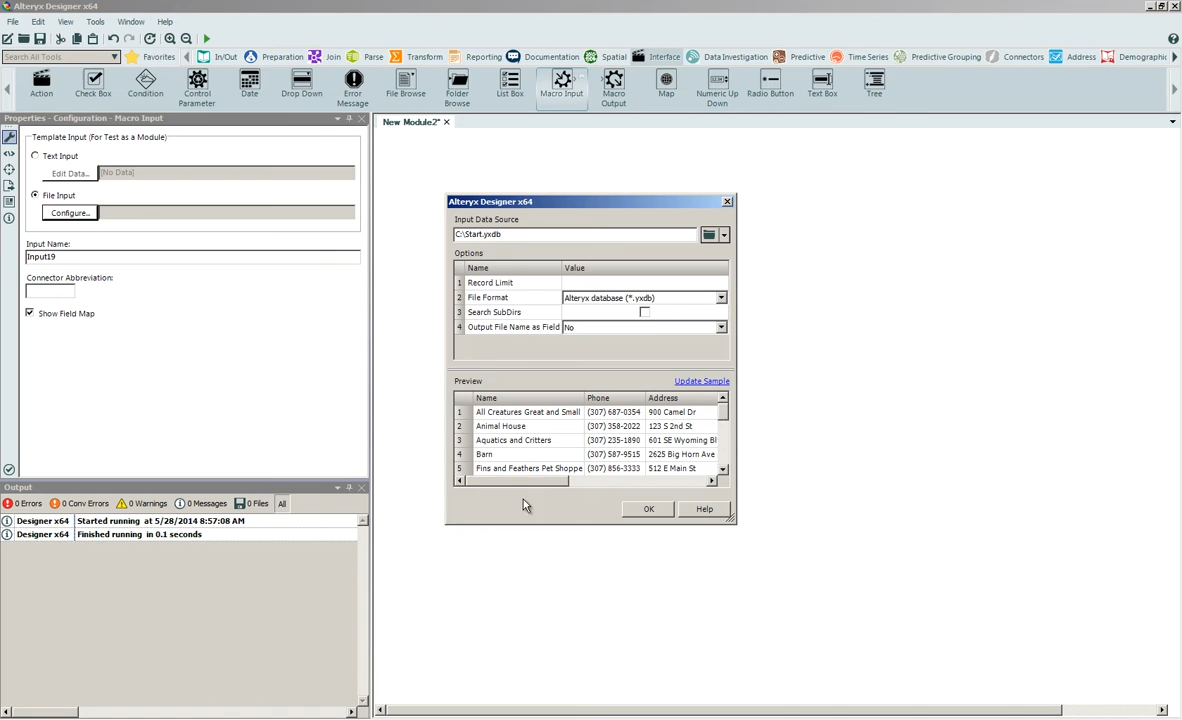 Alteryx Designer x64
File Edit View Tools Window Help
Search All Tools Favorites In/Out Preparation Join Parse Transform Reporting Documentation Spatial Interface Data Investigation Predictive Time Series Predictive Grouping Connectors Address Demographic
Action Check Box Condition Control Parameter Date Drop Down Error Message File Browse Folder Browse List Box Macro Input Macro Output Map Numeric Up Down Radio Button Text Box Tree
Properties - Configuration - Macro Input
New Module2*
Template Input (For Test as a Module)
Text Input
Edit Data... (No Data)
File Input
Configure...
Input Name:
Input19
Connector Abbreviation:
Show Field Map
Alteryx Designer x64
Input Data Source
C:\Start.yxdb
Options
Name Value
1 Record Limit
2 File Format Alteryx database (*.yxdb)
3 Search SubDirs
4 Output File Name as Field No
Preview Update Sample
Name Phone Address
1 All Creatures Great and Small (307) 687-0354 900 Camel Dr
2 Animal House (307) 358-2022 123 S 2nd St
3 Aquatics and Critters (307) 235-1890 601 SE Wyoming Bl
4 Barn (307) 587-9515 2625 Big Horn Ave
5 Fins and Feathers Pet Shoppe (307) 856-3333 512 E Main St
OK Help
Output
0 Errors 0 Conv Errors 0 Warnings 0 Messages 0 Files All
Designer x64 Started running at 5/28/2014 8:57:08 AM
Designer x64 Finished running in 0.1 seconds